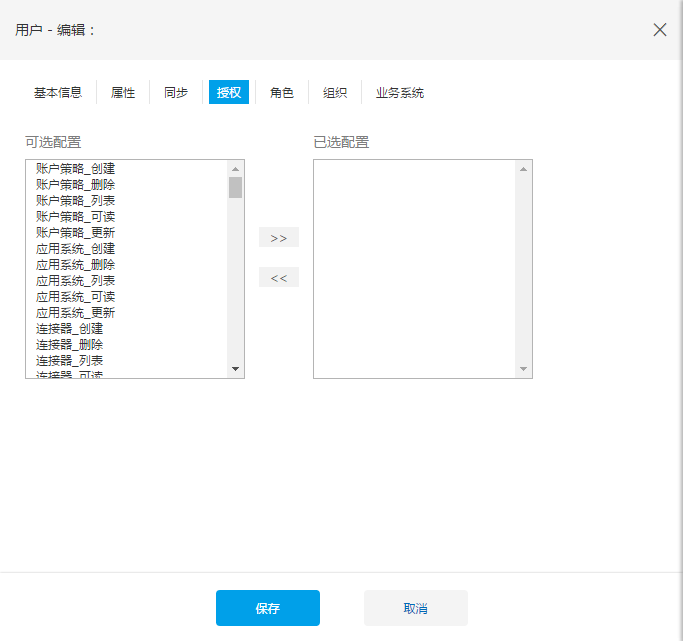 用户 - 编辑：
基本信息 属性 同步 授权 角色 组织 业务系统
可选配置
账户策略_创建
账户策略_删除
账户策略_列表
账户策略_可读
账户策略_更新
应用系统_创建
应用系统_删除
应用系统_列表
应用系统_可读
应用系统_更新
连接器_创建
连接器_删除
连接器_列表
连接器_可读
>>
<<
已选配置
保存 取消